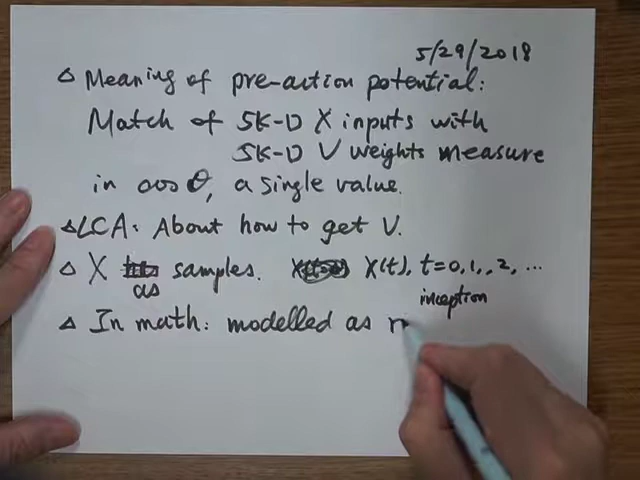 5/29/2018
△ Meaning of pre-action potential:
Match of 5K-D X inputs with
5K-D V weights measure
in cos θ, a single value.
△ LCA: About how to get V.
△ X as samples. X(t), t=0,1,,2, ...
inception
△ In math: modelled as r